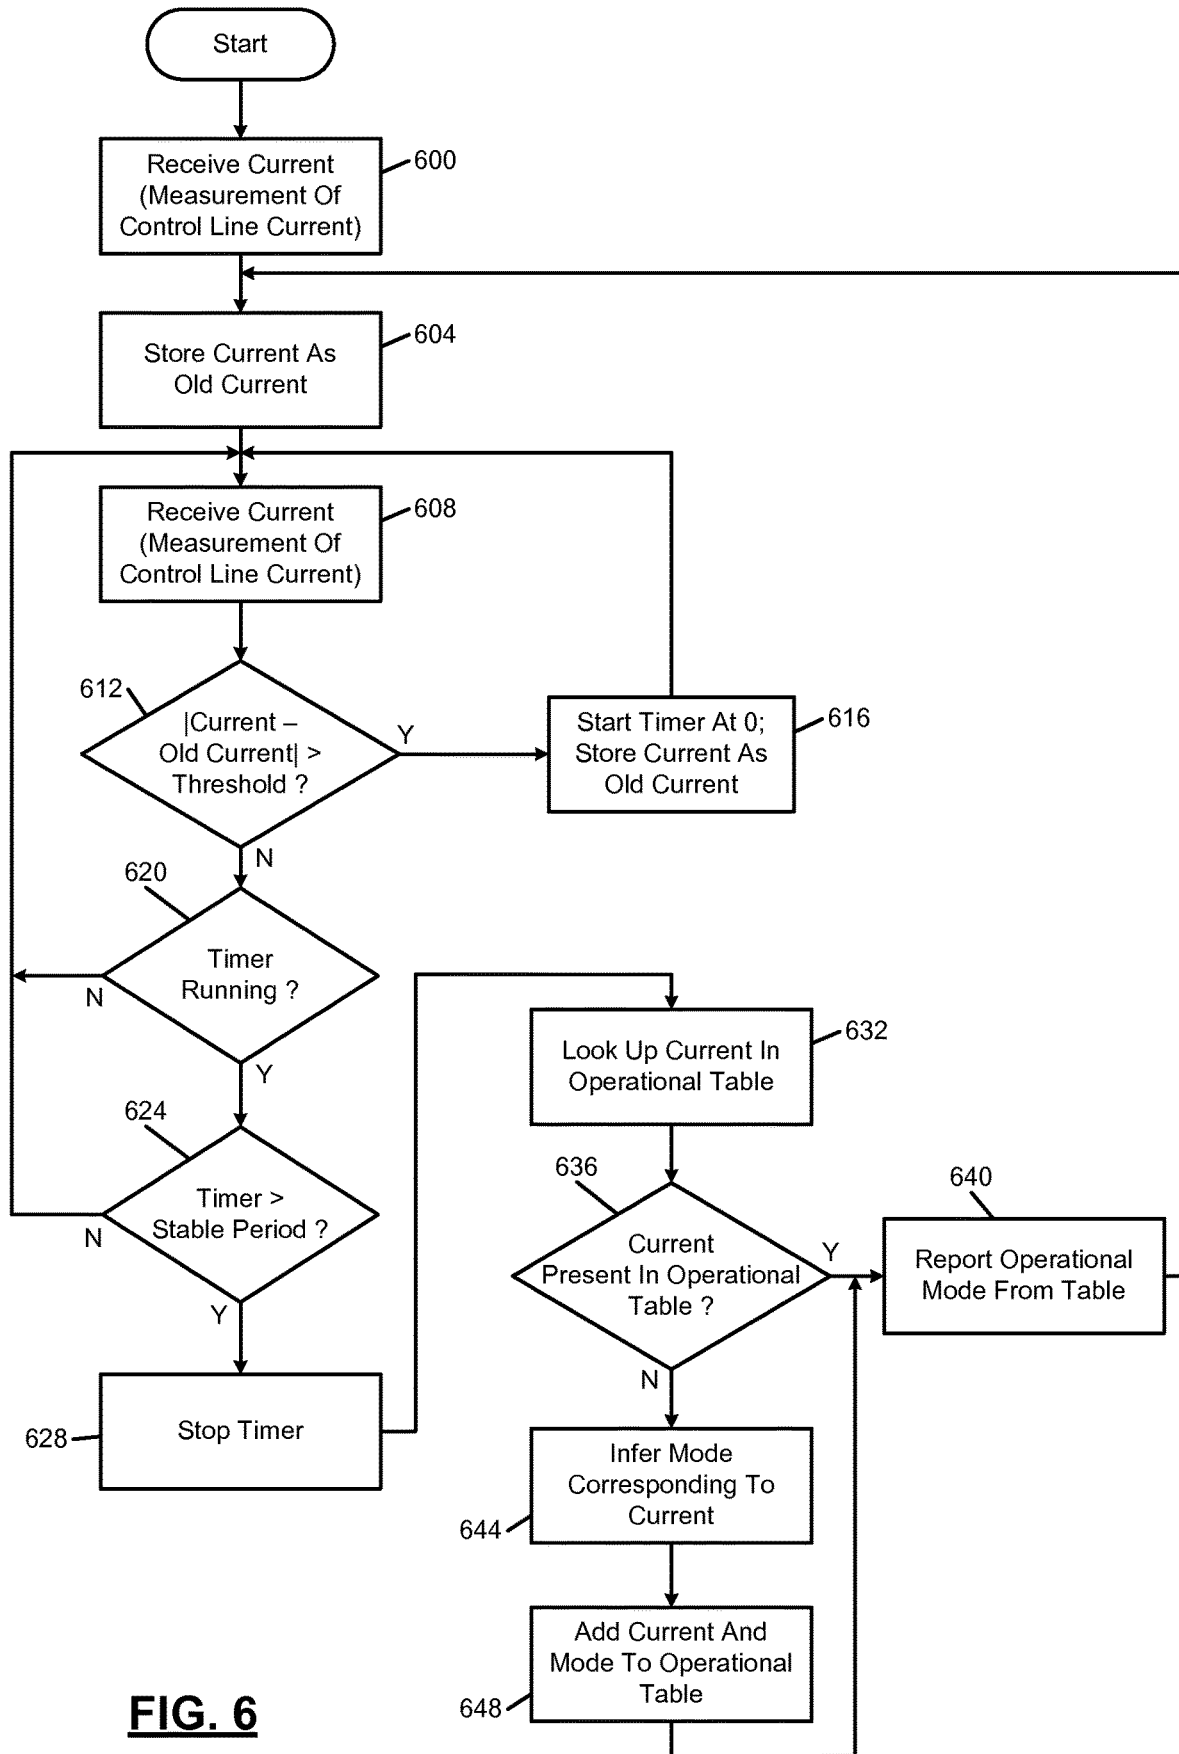 Start
Receive Current
(Measurement Of
Control Line Current)
600
Store Current As
Old Current
604
Receive Current
(Measurement Of
Control Line Current)
608
612
|Current –
Old Current| >
Threshold ?
Y
N
Start Timer At 0;
Store Current As
Old Current
616
620
Timer
Running ?
N
Y
624
Timer >
Stable Period ?
N
Y
Stop Timer
628
Look Up Current In
Operational Table
632
636
Current
Present In Operational
Table ?
Y
N
640
Report Operational
Mode From Table
Infer Mode
Corresponding To
Current
644
Add Current And
Mode To Operational
Table
648
FIG. 6